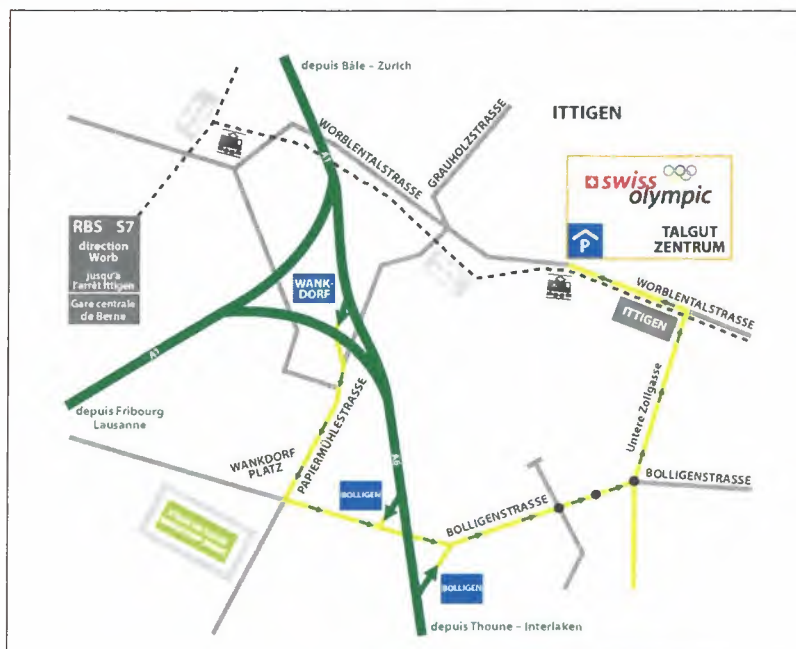 depuis Bâle – Zurich
ITTIGEN
WORBLENTALSTRASSE
GRAUHOLZSTRASSE
A1
swiss
olympic
P
TALGUT
ZENTRUM
RBS S7
direction
Worb
jusqu'à
l'arrêt Ittigen
Gare centrale
de Berne
WANK-
DORF
WORBLENTALSTRASSE
ITTIGEN
A1
depuis Fribourg
Lausanne
PAPIERMÜHLESTRASSE
Untere Zollgasse
WANKDORF
PLATZ
A6
BOLLIGENSTRASSE
BOLLIGEN
BOLLIGENSTRASSE
BOLLIGEN
depuis Thoune – Interlaken